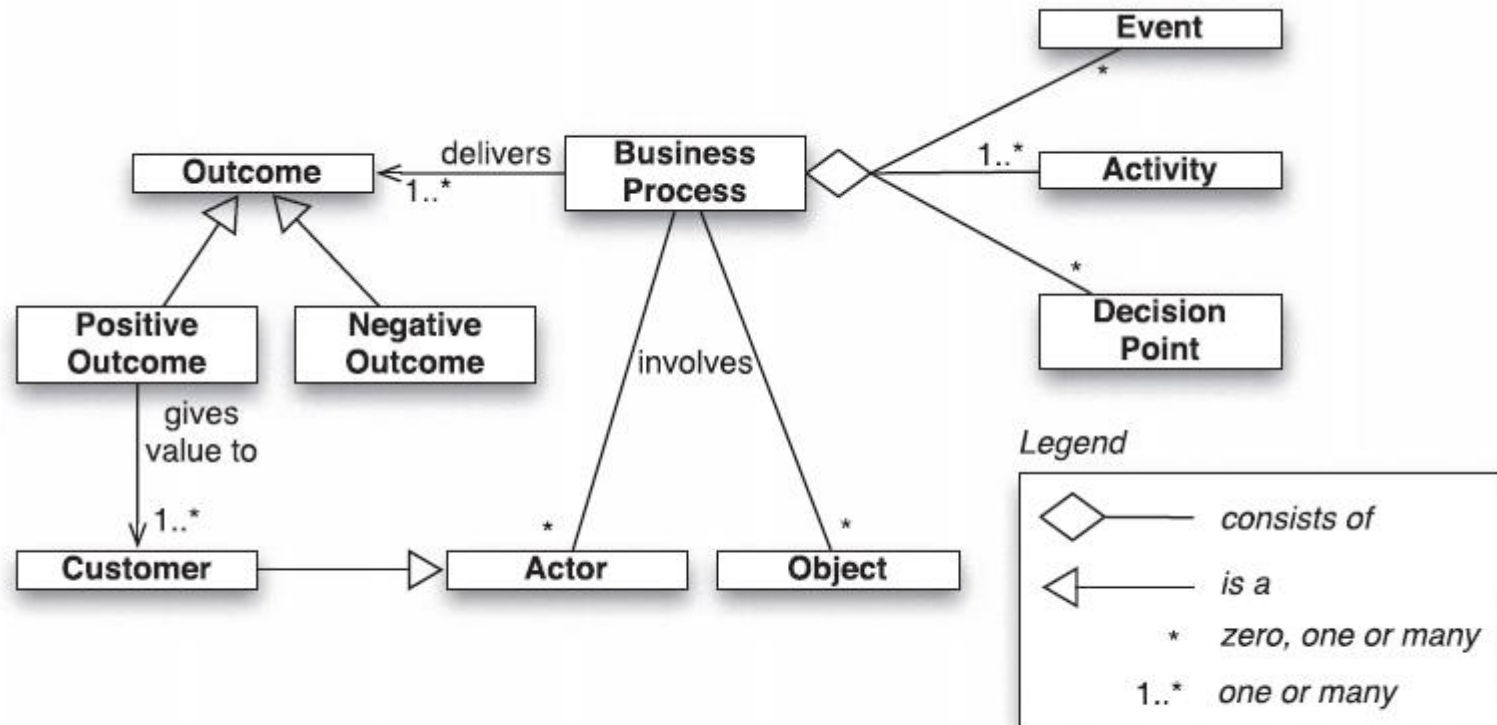 Event
*
delivers
1..*
Outcome
Business
Process
1..*
Activity
*
Decision
Point
Positive
Outcome
Negative
Outcome
involves
gives
value to
1..*
*
*
Customer
Actor
Object
Legend
consists of
is a
* zero, one or many
1..* one or many